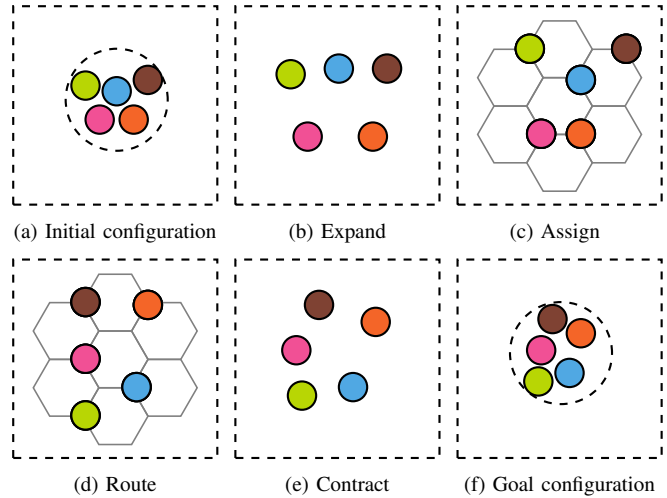 (a) Initial configuration
(b) Expand
(c) Assign
(d) Route
(e) Contract
(f) Goal configuration